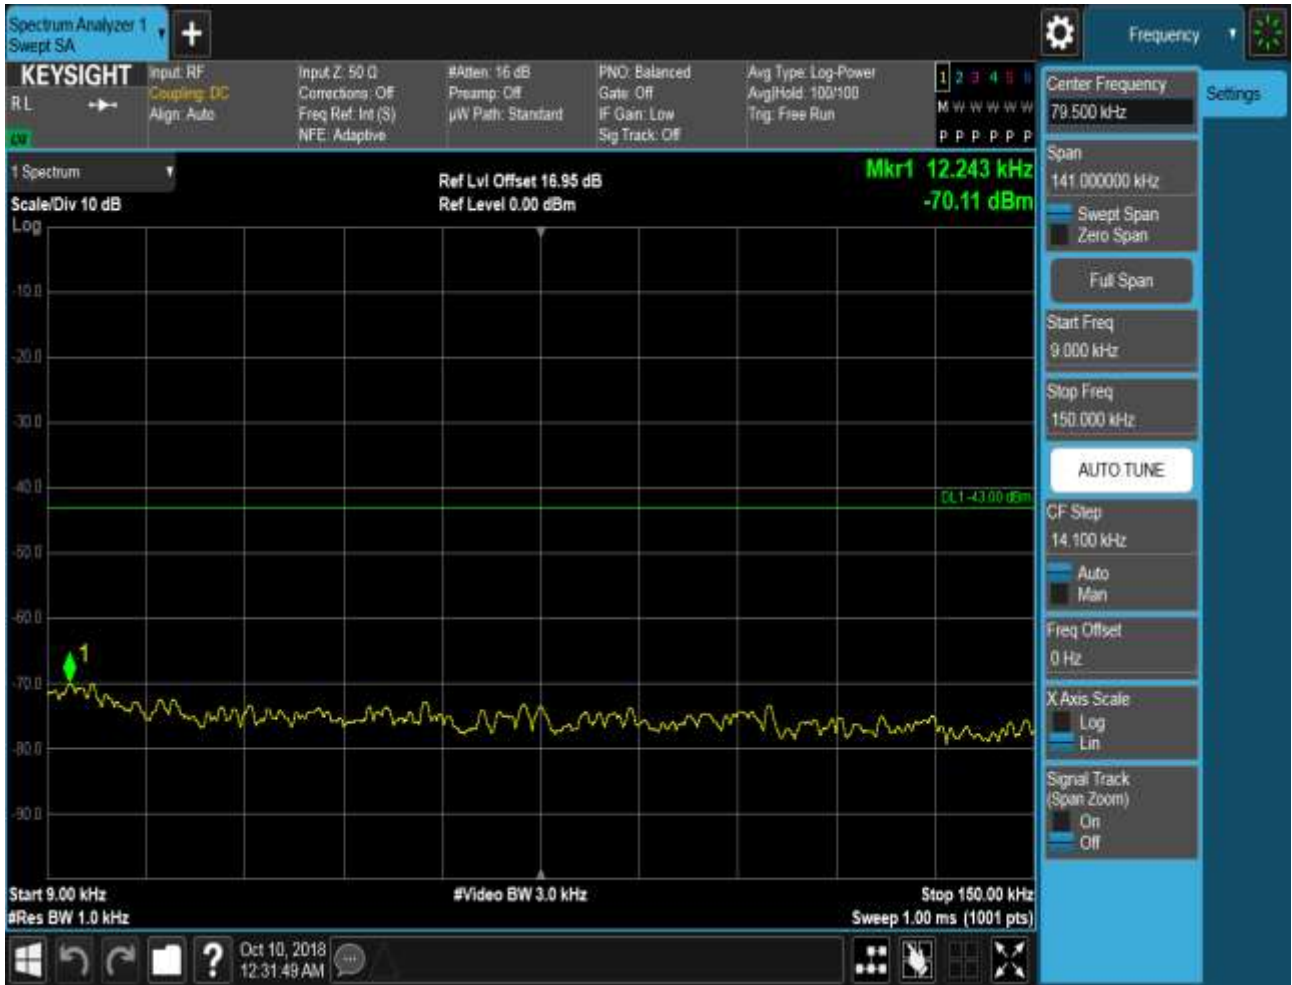 Spectrum Analyzer 1
Swept SA
Frequency
KEYSIGHT
RL
Input: RF
Coupling: DC
Align: Auto
Input Z: 50 Ω
Corrections: Off
Freq Ref: Int (S)
NFE: Adaptive
#Atten: 16 dB
Preamp: Off
µW Path: Standard
PNO: Balanced
Gate: Off
IF Gain: Low
Sig Track: Off
Avg Type: Log-Power
Avg|Hold: 100/100
Trig: Free Run
1 2 3 4 5 6
M W W W W W
P P P P P P
1 Spectrum
Scale/Div 10 dB
Log
Ref Lvl Offset 16.95 dB
Ref Level 0.00 dBm
Mkr1 12.243 kHz
-70.11 dBm
-10.0
-20.0
-30.0
-40.0
DL1 -43.00 dBm
-50.0
-60.0
1
-70.0
-80.0
-90.0
Start 9.00 kHz
#Res BW 1.0 kHz
#Video BW 3.0 kHz
Stop 150.00 kHz
Sweep 1.00 ms (1001 pts)
Oct 10, 2018
12:31:49 AM
Center Frequency
79.500 kHz
Settings
Span
141.000000 kHz
Swept Span
Zero Span
Full Span
Start Freq
9.000 kHz
Stop Freq
150.000 kHz
AUTO TUNE
CF Step
14.100 kHz
Auto
Man
Freq Offset
0 Hz
X Axis Scale
Log
Lin
Signal Track
(Span Zoom)
On
Off